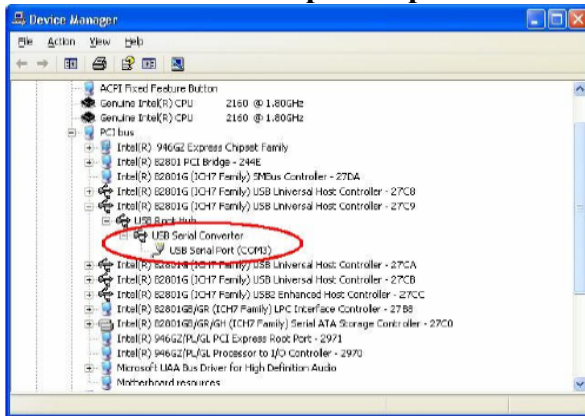 Device Manager
File Action View Help
ACPI Fixed Feature Button
Genuine Intel(R) CPU 2160 @ 1.80GHz
Genuine Intel(R) CPU 2160 @ 1.80GHz
PCI bus
Intel(R) 946GZ Express Chipset Family
Intel(R) 82801 PCI Bridge - 244E
Intel(R) 82801G (ICH7 Family) SMBus Controller - 27DA
Intel(R) 82801G (ICH7 Family) USB Universal Host Controller - 27C8
Intel(R) 82801G (ICH7 Family) USB Universal Host Controller - 27C9
USB Root Hub
USB Serial Converter
USB Serial Port (COM3)
Intel(R) 82801G (ICH7 Family) USB Universal Host Controller - 27CA
Intel(R) 82801G (ICH7 Family) USB Universal Host Controller - 27CB
Intel(R) 82801G (ICH7 Family) USB2 Enhanced Host Controller - 27CC
Intel(R) 82801GB/GR (ICH7 Family) LPC Interface Controller - 27B8
Intel(R) 82801GB/GR/GH (ICH7 Family) Serial ATA Storage Controller - 27C0
Intel(R) 946GZ/PL/GL PCI Express Root Port - 2971
Intel(R) 946GZ/PL/GL Processor to I/O Controller - 2970
Microsoft UAA Bus Driver for High Definition Audio
Motherboard resources